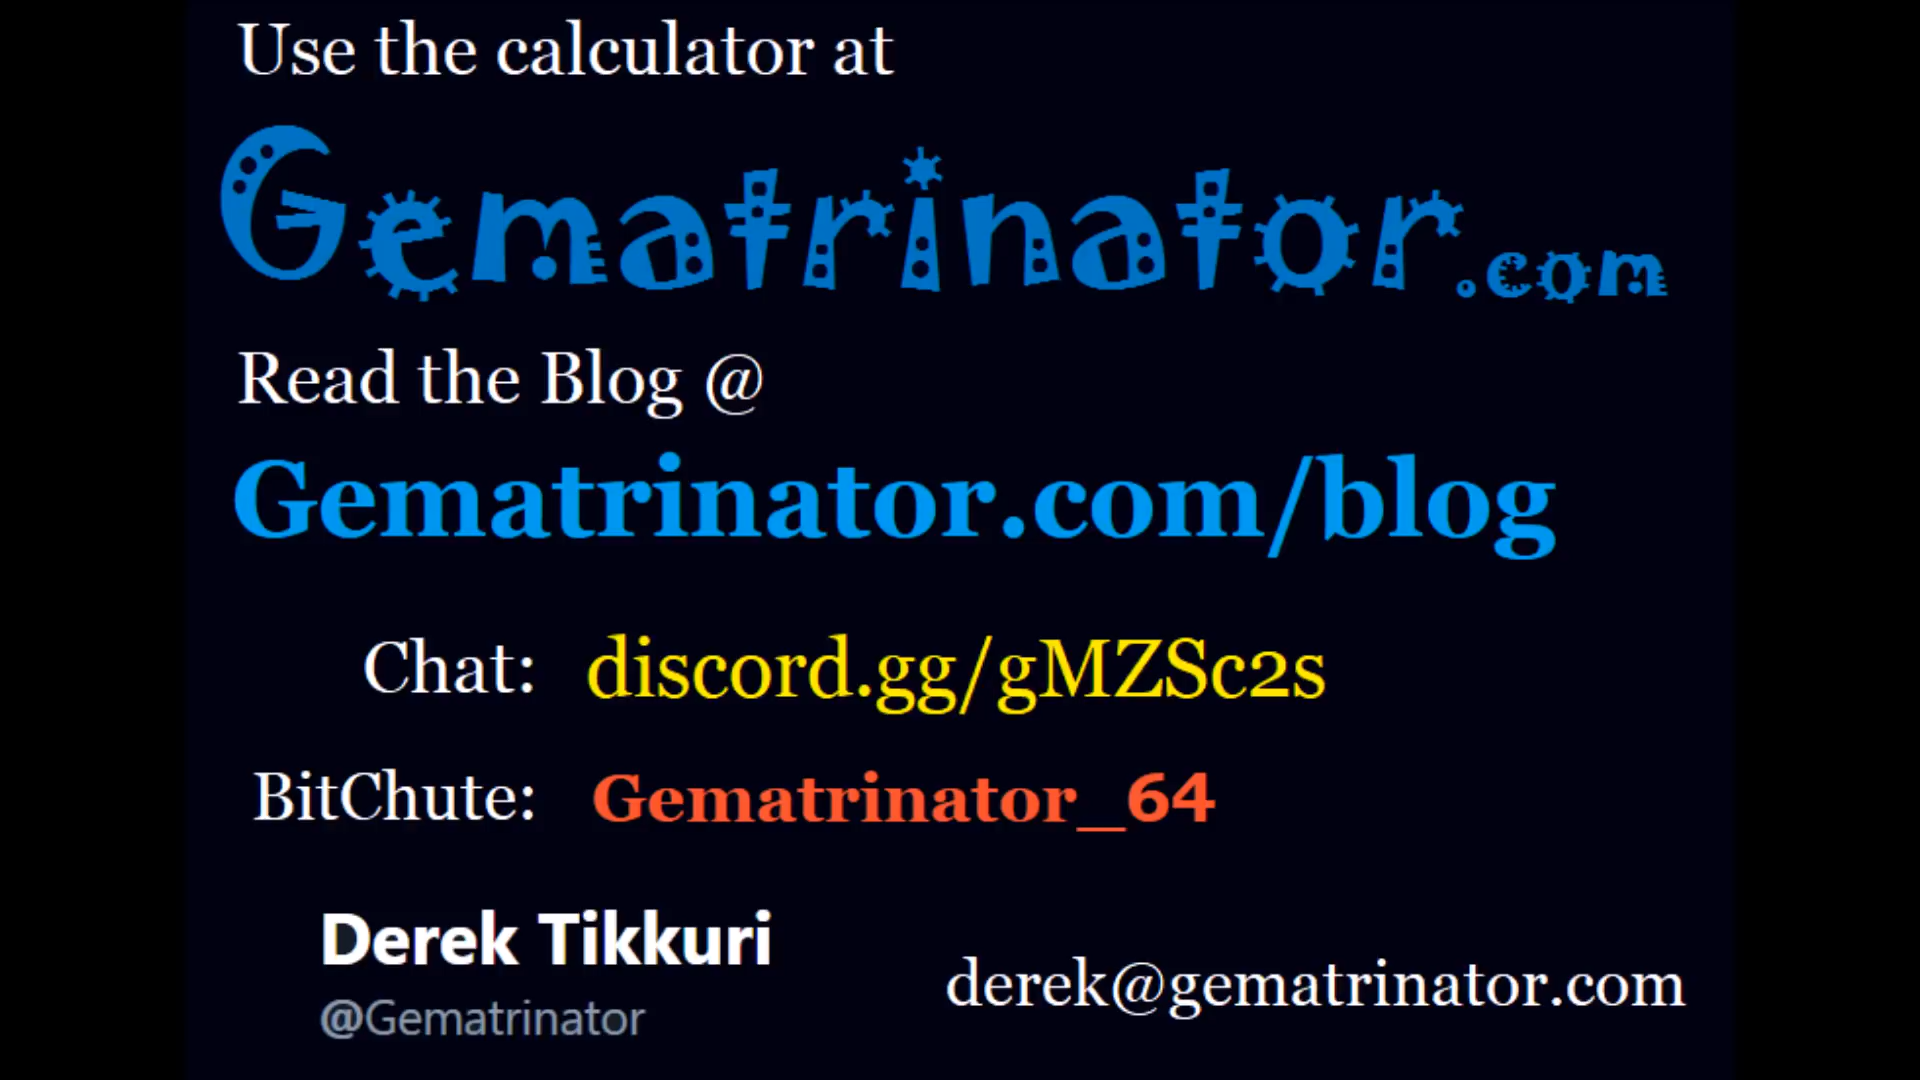 Use the calculator at
Gematrinator.com
Read the Blog @
Gematrinator.com/blog
Chat: discord.gg/gMZSc2s
BitChute: Gematrinator_64
Derek Tikkuri
@Gematrinator
derek@gematrinator.com